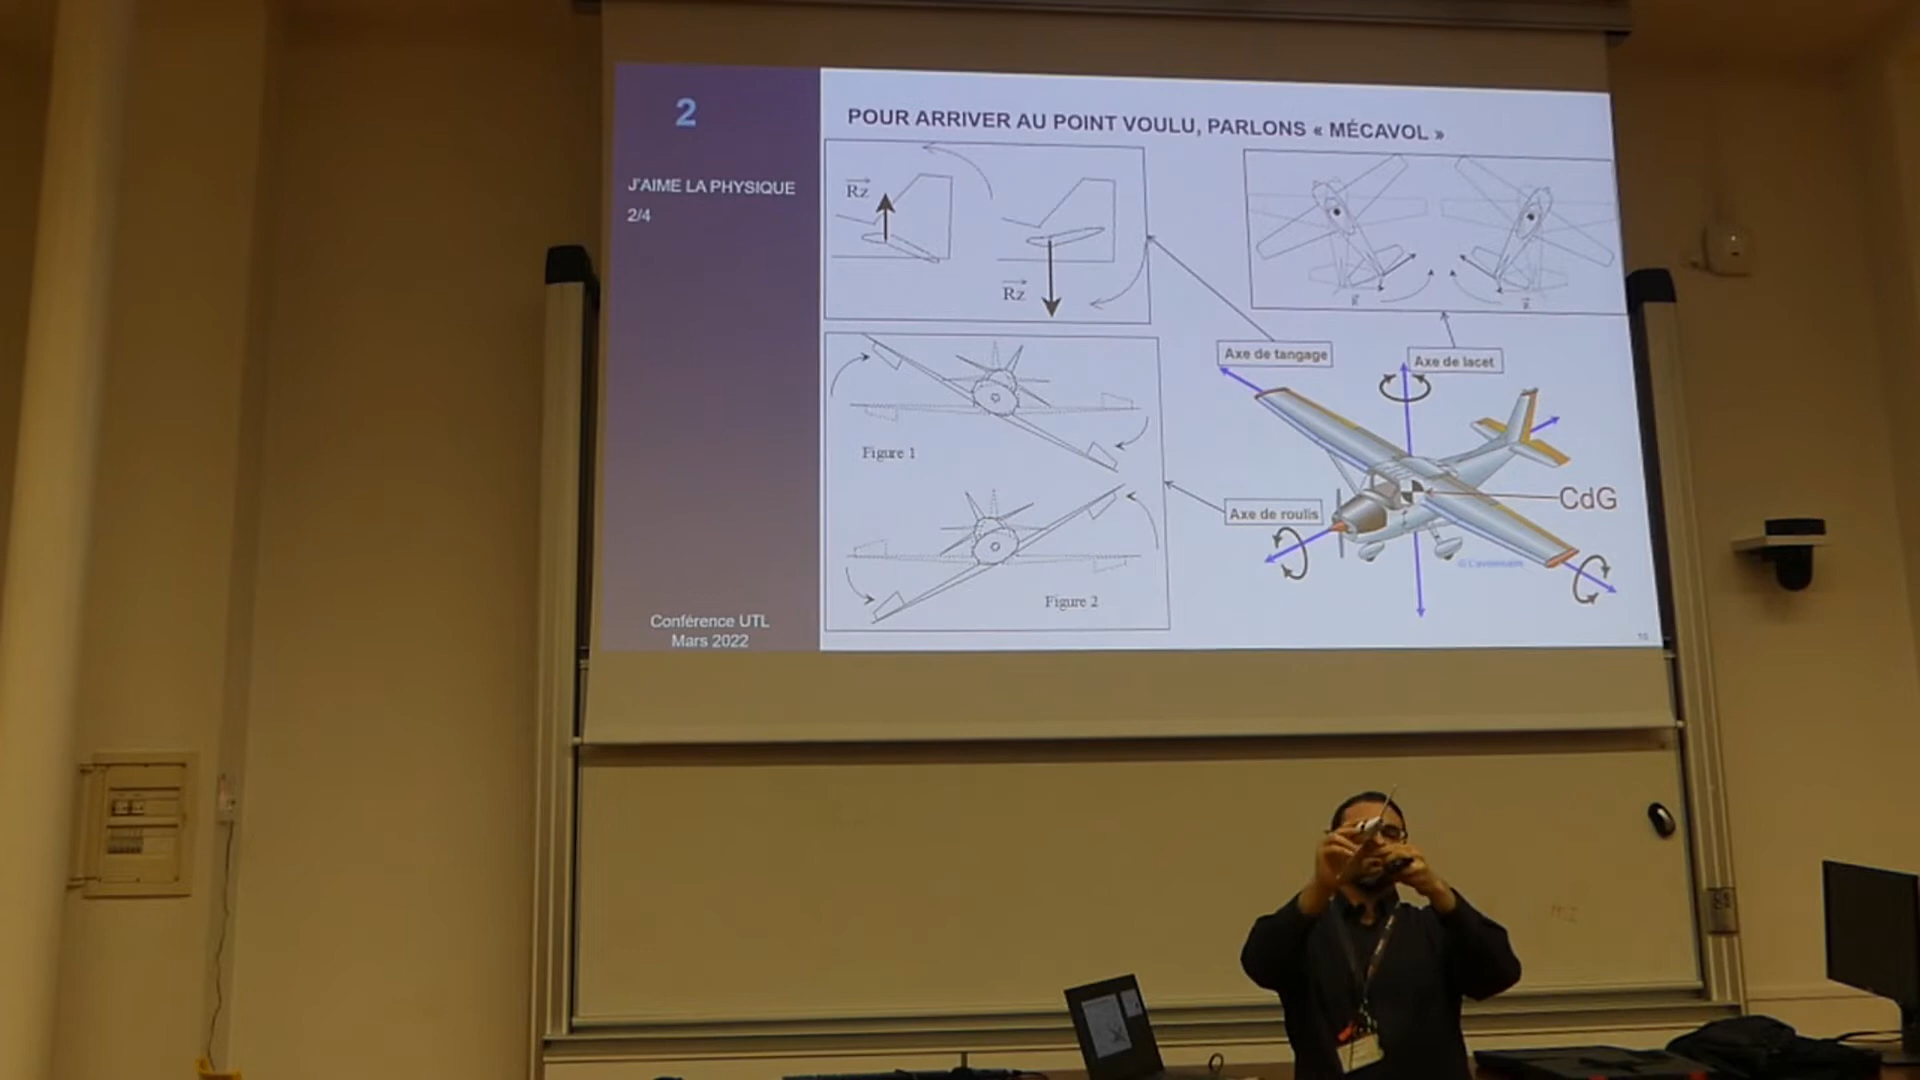 2
J'AIME LA PHYSIQUE
2/4
Conférence UTL
Mars 2022
POUR ARRIVER AU POINT VOULU, PARLONS « MÉCAVOL »
Rz
Rz
Figure 1
Figure 2
Axe de tangage
Axe de lacet
Axe de roulis
CdG